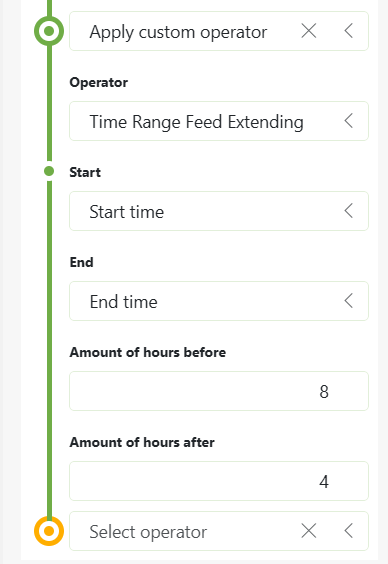 Apply custom operator
Operator
Time Range Feed Extending
Start
Start time
End
End time
Amount of hours before
8
Amount of hours after
4
Select operator